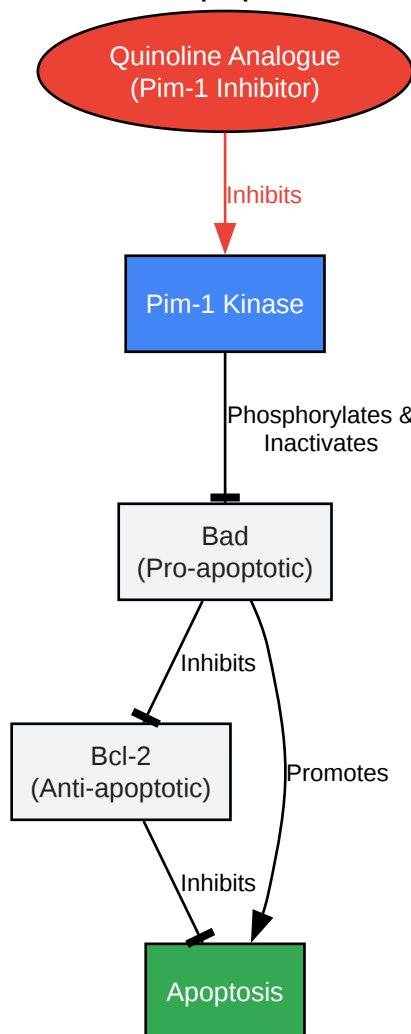 Quinoline Analogue
(Pim-1 Inhibitor)
Inhibits
Pim-1 Kinase
Phosphorylates &
Inactivates
Bad
(Pro-apoptotic)
Inhibits
Bcl-2
(Anti-apoptotic)
Promotes
Inhibits
Apoptosis